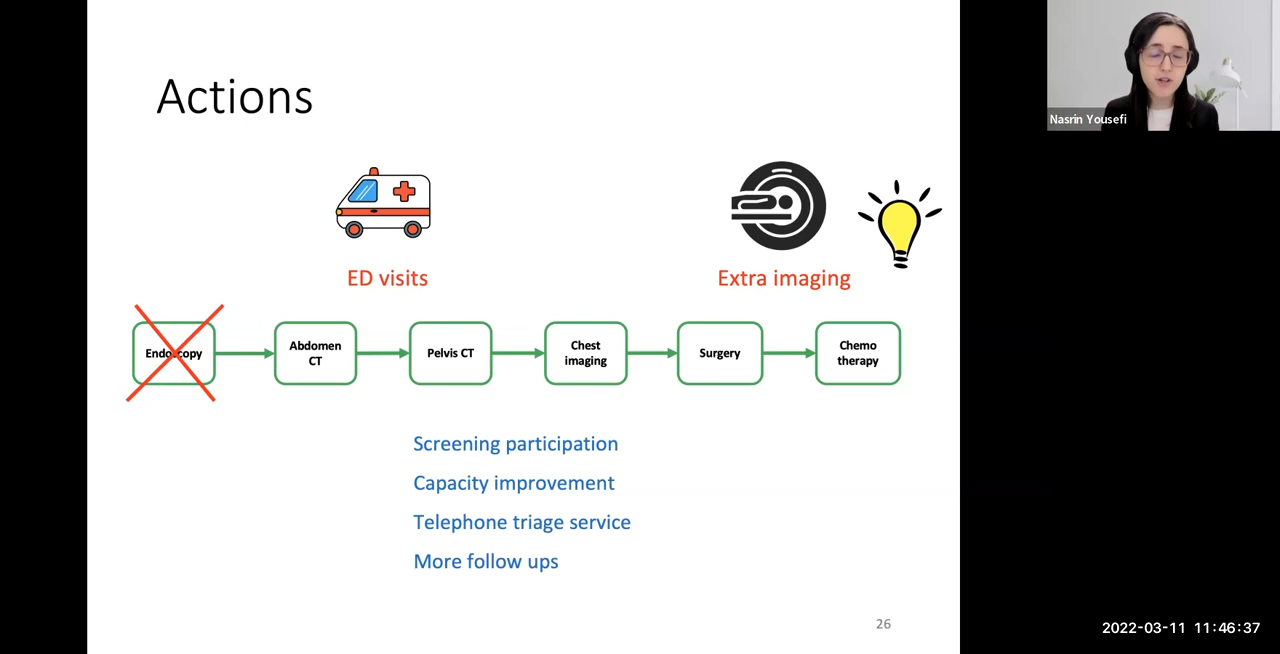 Actions
Nasrin Yousefi
ED visits
Extra imaging
Endoscopy
Abdomen
CT
Pelvis CT
Chest
imaging
Surgery
Chemo
therapy
Screening participation
Capacity improvement
Telephone triage service
More follow ups
26
2022-03-11 11:46:37